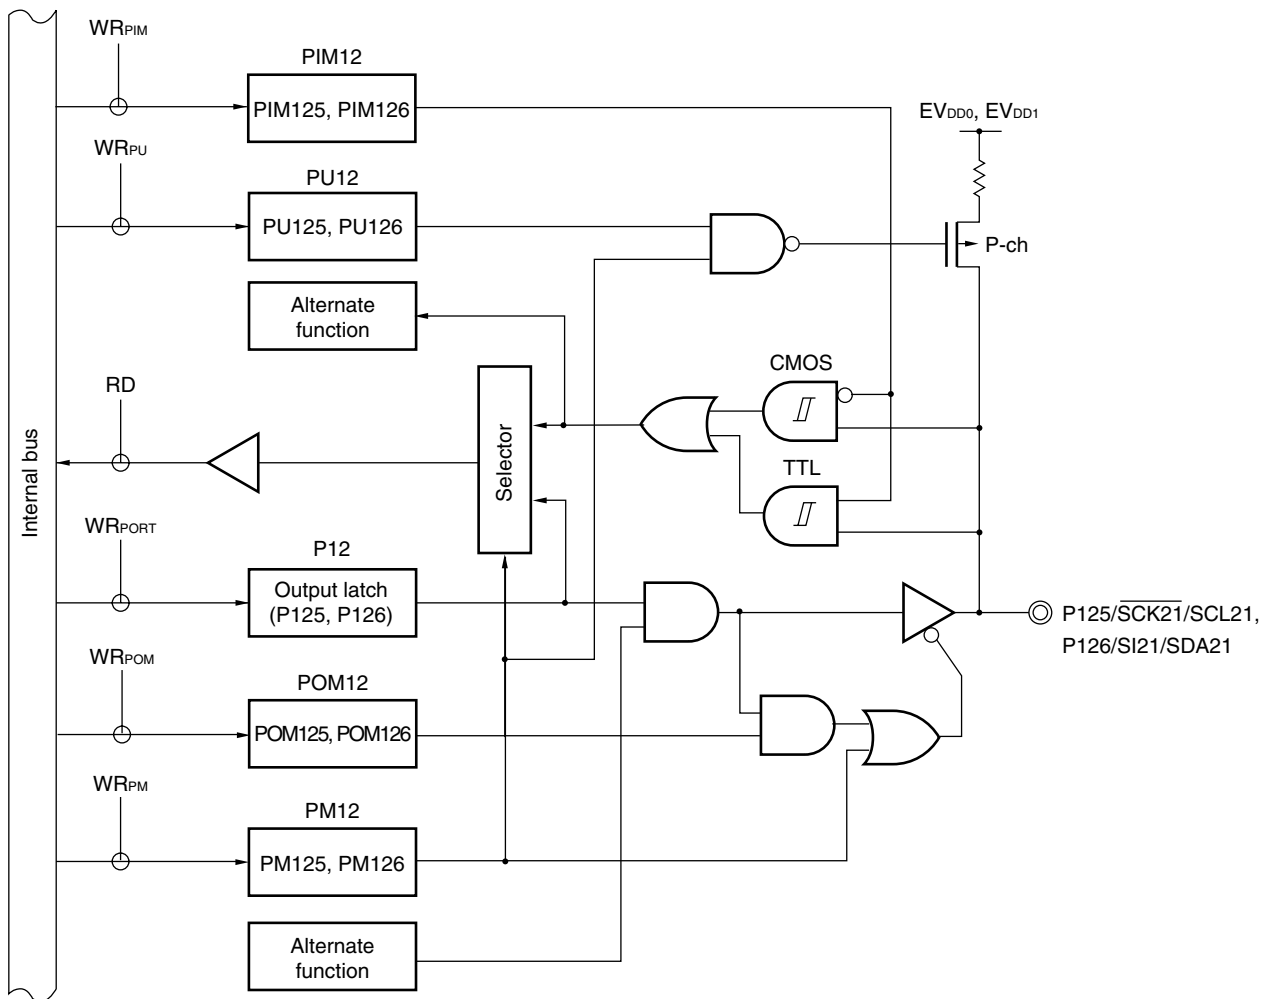 WRPIM
PIM12
PIM125, PIM126
EVDD0, EVDD1
WRPU
PU12
PU125, PU126
P-ch
Alternate
function
CMOS
RD
Selector
TTL
Internal bus
WRPORT
P12
Output latch
(P125, P126)
P125/S̅C̅K̅2̅1̅/SCL21,
P126/SI21/SDA21
WRPOM
POM12
POM125, POM126
WRPM
PM12
PM125, PM126
Alternate
function